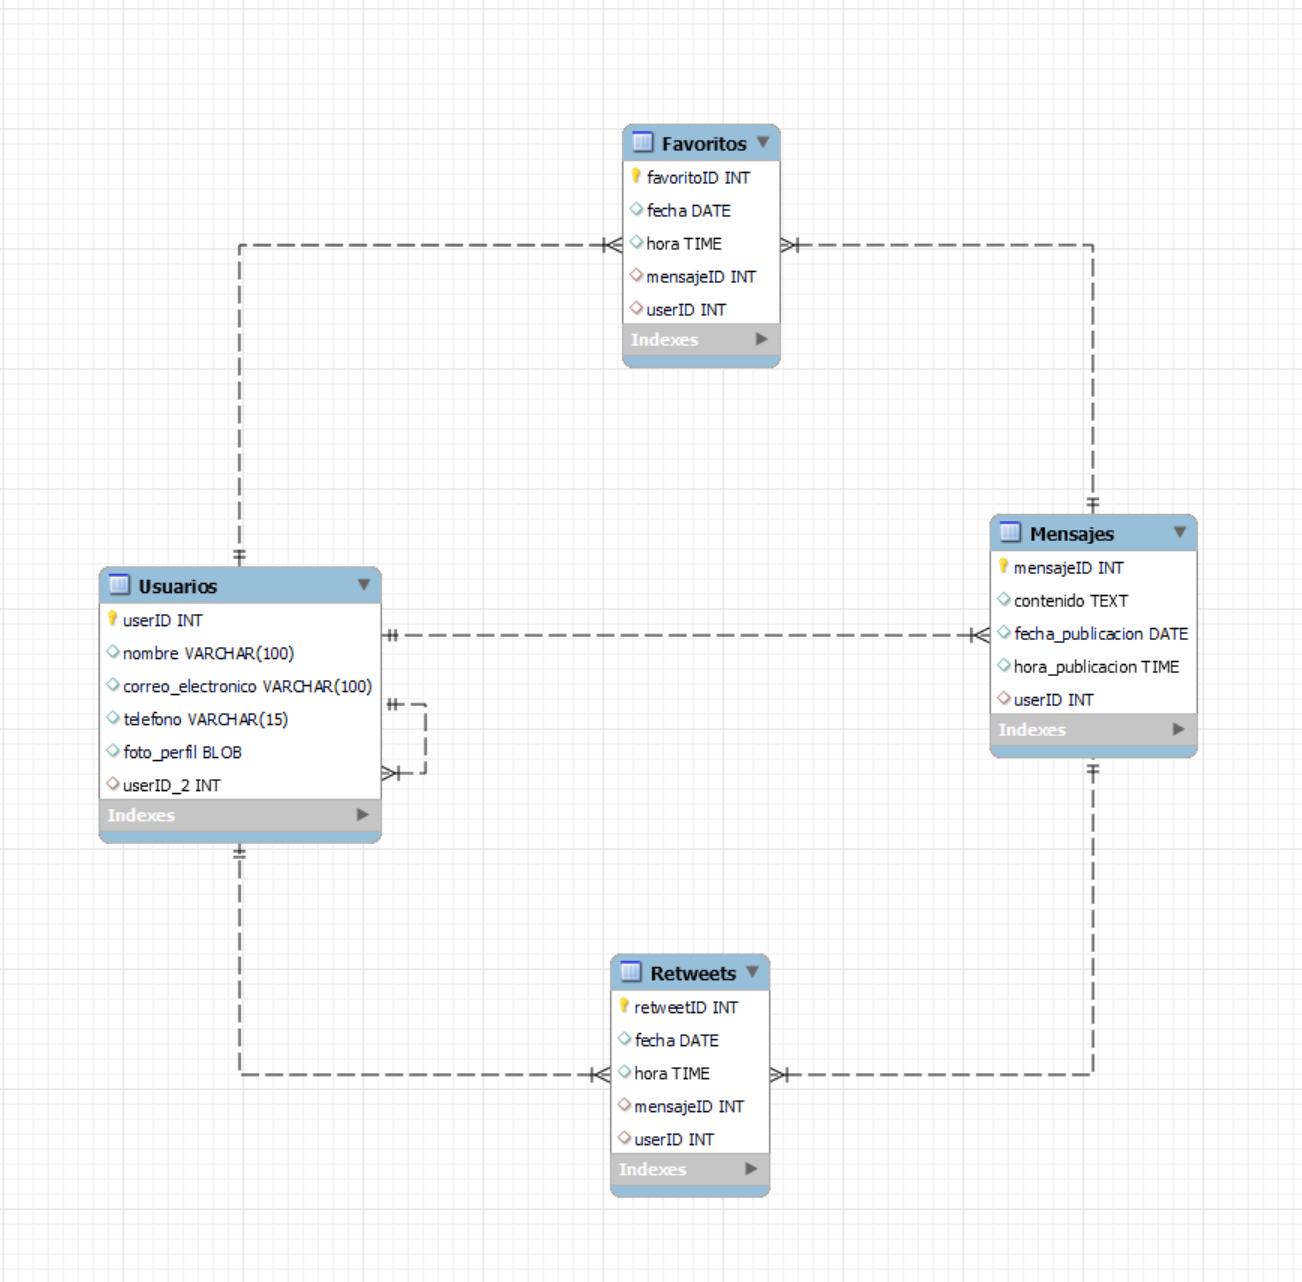 Favoritos
favoritoID INT
fecha DATE
hora TIME
mensajeID INT
userID INT
Indexes
Usuarios
userID INT
nombre VARCHAR(100)
correo_electronico VARCHAR(100)
telefono VARCHAR(15)
foto_perfil BLOB
userID_2 INT
Indexes
Mensajes
mensajeID INT
contenido TEXT
fecha_publicacion DATE
hora_publicacion TIME
userID INT
Indexes
Retweets
retweetID INT
fecha DATE
hora TIME
mensajeID INT
userID INT
Indexes